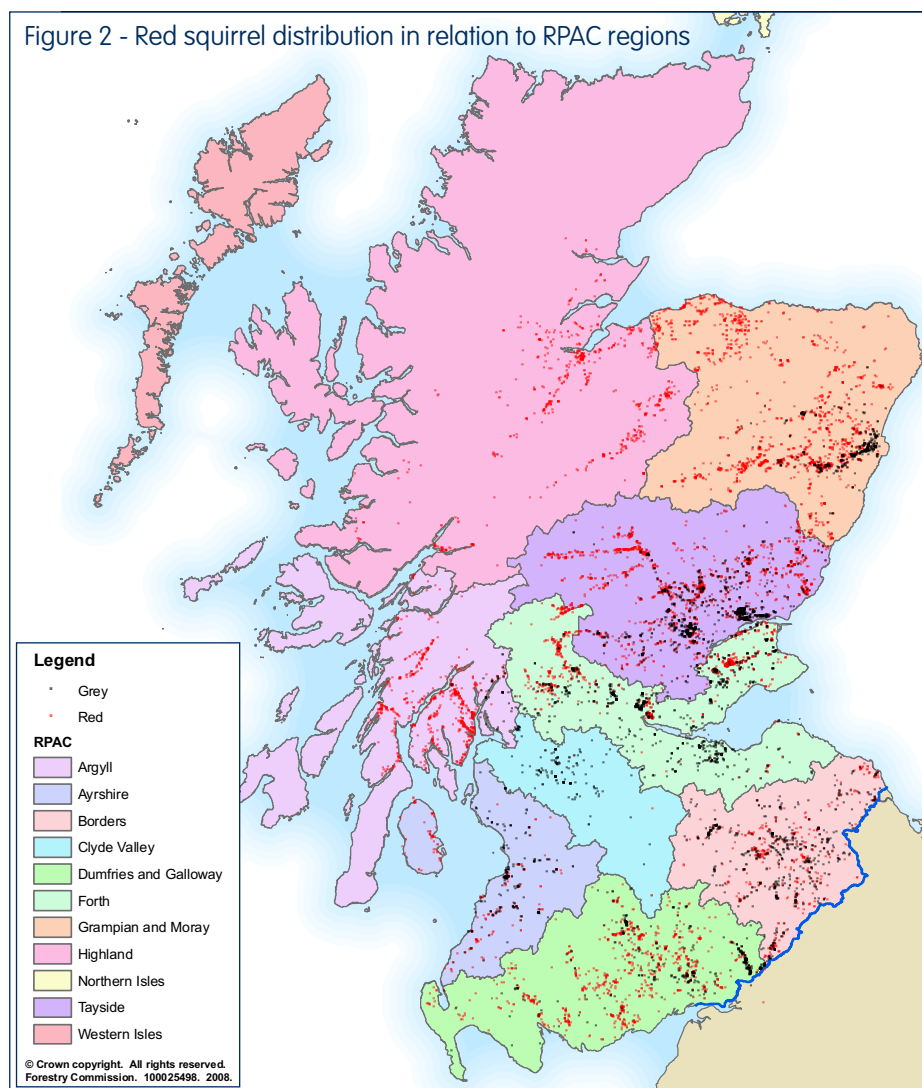 Figure 2 - Red squirrel distribution in relation to RPAC regions
Legend
Grey
Red
RPAC
Argyll
Ayrshire
Borders
Clyde Valley
Dumfries and Galloway
Forth
Grampian and Moray
Highland
Northern Isles
Tayside
Western Isles
© Crown copyright. All rights reserved.
Forestry Commission. 100025498. 2008.